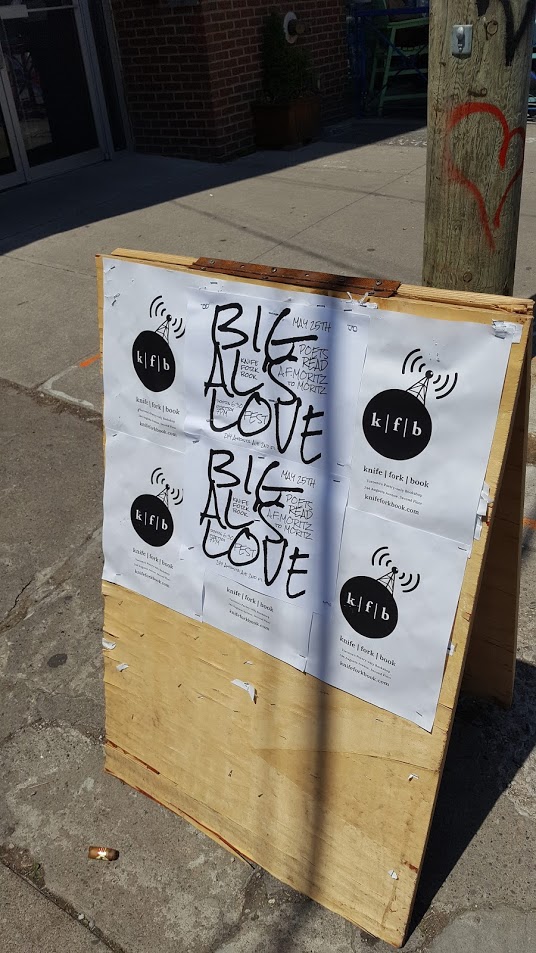 k|f|b
knife | fork | book
knifeforkbook.com
BIG
AL'S
LOVE
FEST
MAY 25TH
POETS
READ
A.F. MORITZ
TO MORITZ
KNIFE
FORK
BOOK
k|f|b
knife | fork | book
knifeforkbook.com
k|f|b
knife | fork | book
BIG
AL'S
LOVE
FEST
MAY 25TH
POETS
READ
A.F. MORITZ
TO MORITZ
KNIFE
FORK
BOOK
knife | fork | book
knifeforkbook.com
k|f|b
knife | fork | book
knifeforkbook.com